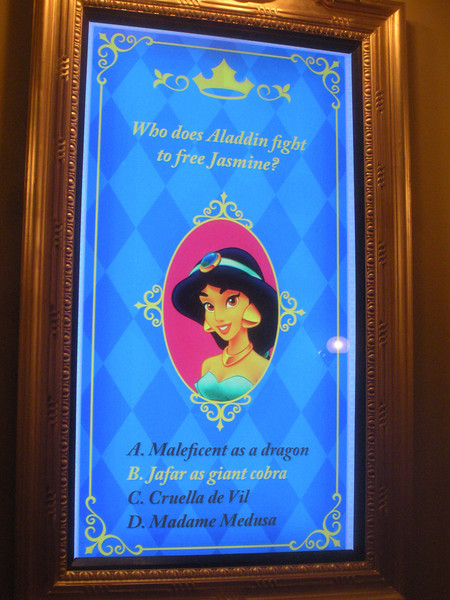 Who does Aladdin fight
to free Jasmine?
A. Maleficent as a dragon
B. Jafar as giant cobra
C. Cruella de Vil
D. Madame Medusa